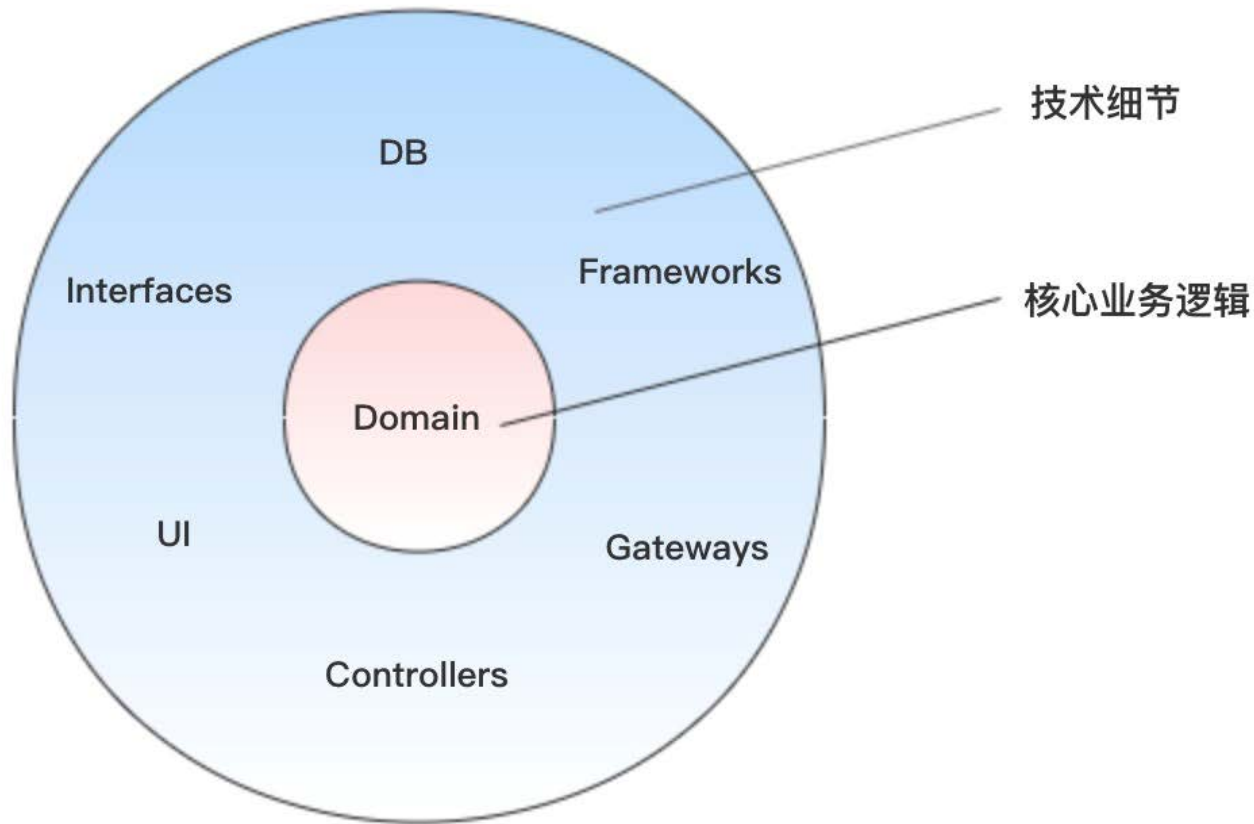 技术细节
DB
Frameworks
Interfaces
核心业务逻辑
Domain
UI
Gateways
Controllers